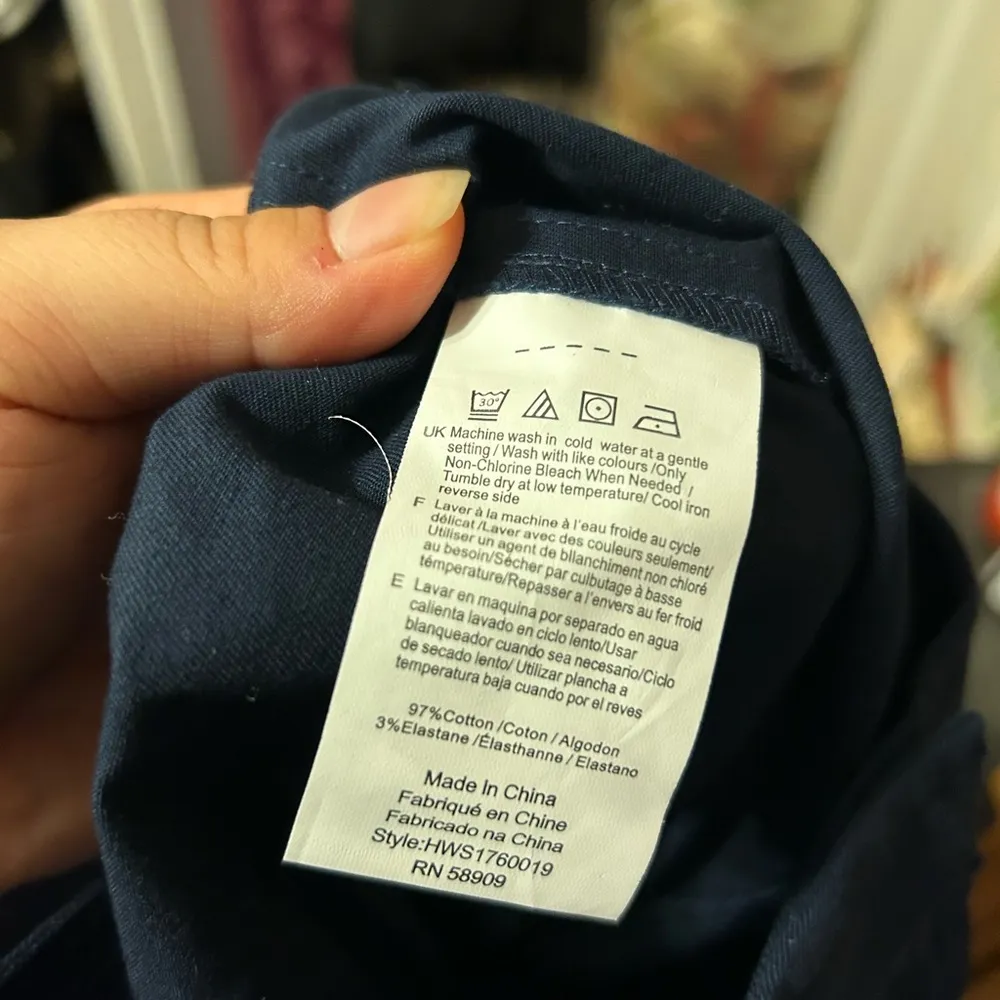 30°
UK Machine wash in cold water at a gentle
setting / Wash with like colours /Only
Non-Chlorine Bleach When Needed /
Tumble dry at low temperature/ Cool iron
reverse side
F Laver à la machine à l'eau froide au cycle
délicat /Laver avec des couleurs seulement/
Utiliser un agent de bllanchiment non chloré
au besoin/Sécher par culbutage à basse
témperature/Repasser a l'envers au fer froid
E Lavar en maquina por separado en agua
calienta lavado en ciclo lento/Usar
blanqueador cuando sea necesario/Ciclo
de secado lento/ Utilizar plancha a
temperatura baja cuando por el reves
97%Cotton /Coton / Algodon
3%Elastane /Élasthanne / Elastano
Made In China
Fabriqué en Chine
Fabricado na China
Style:HWS1760019
RN 58909